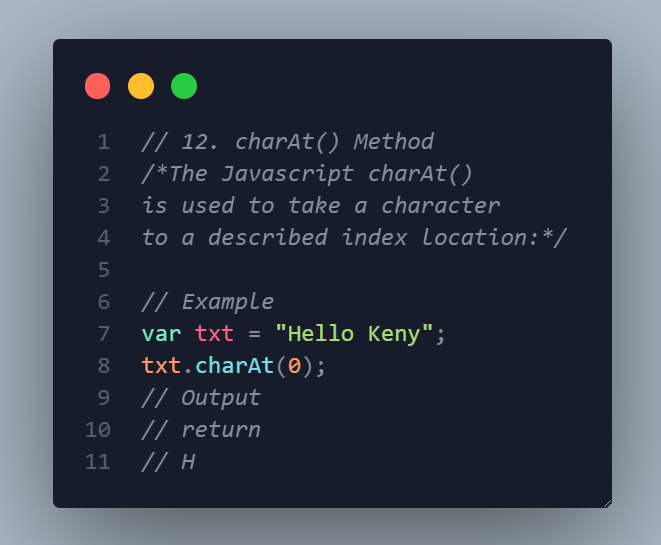 1 // 12. charAt() Method
2 /*The Javascript charAt()
3 is used to take a character
4 to a described index location:*/
5
6 // Example
7 var txt = "Hello Keny";
8 txt.charAt(0);
9 // Output
10 // return
11 // H